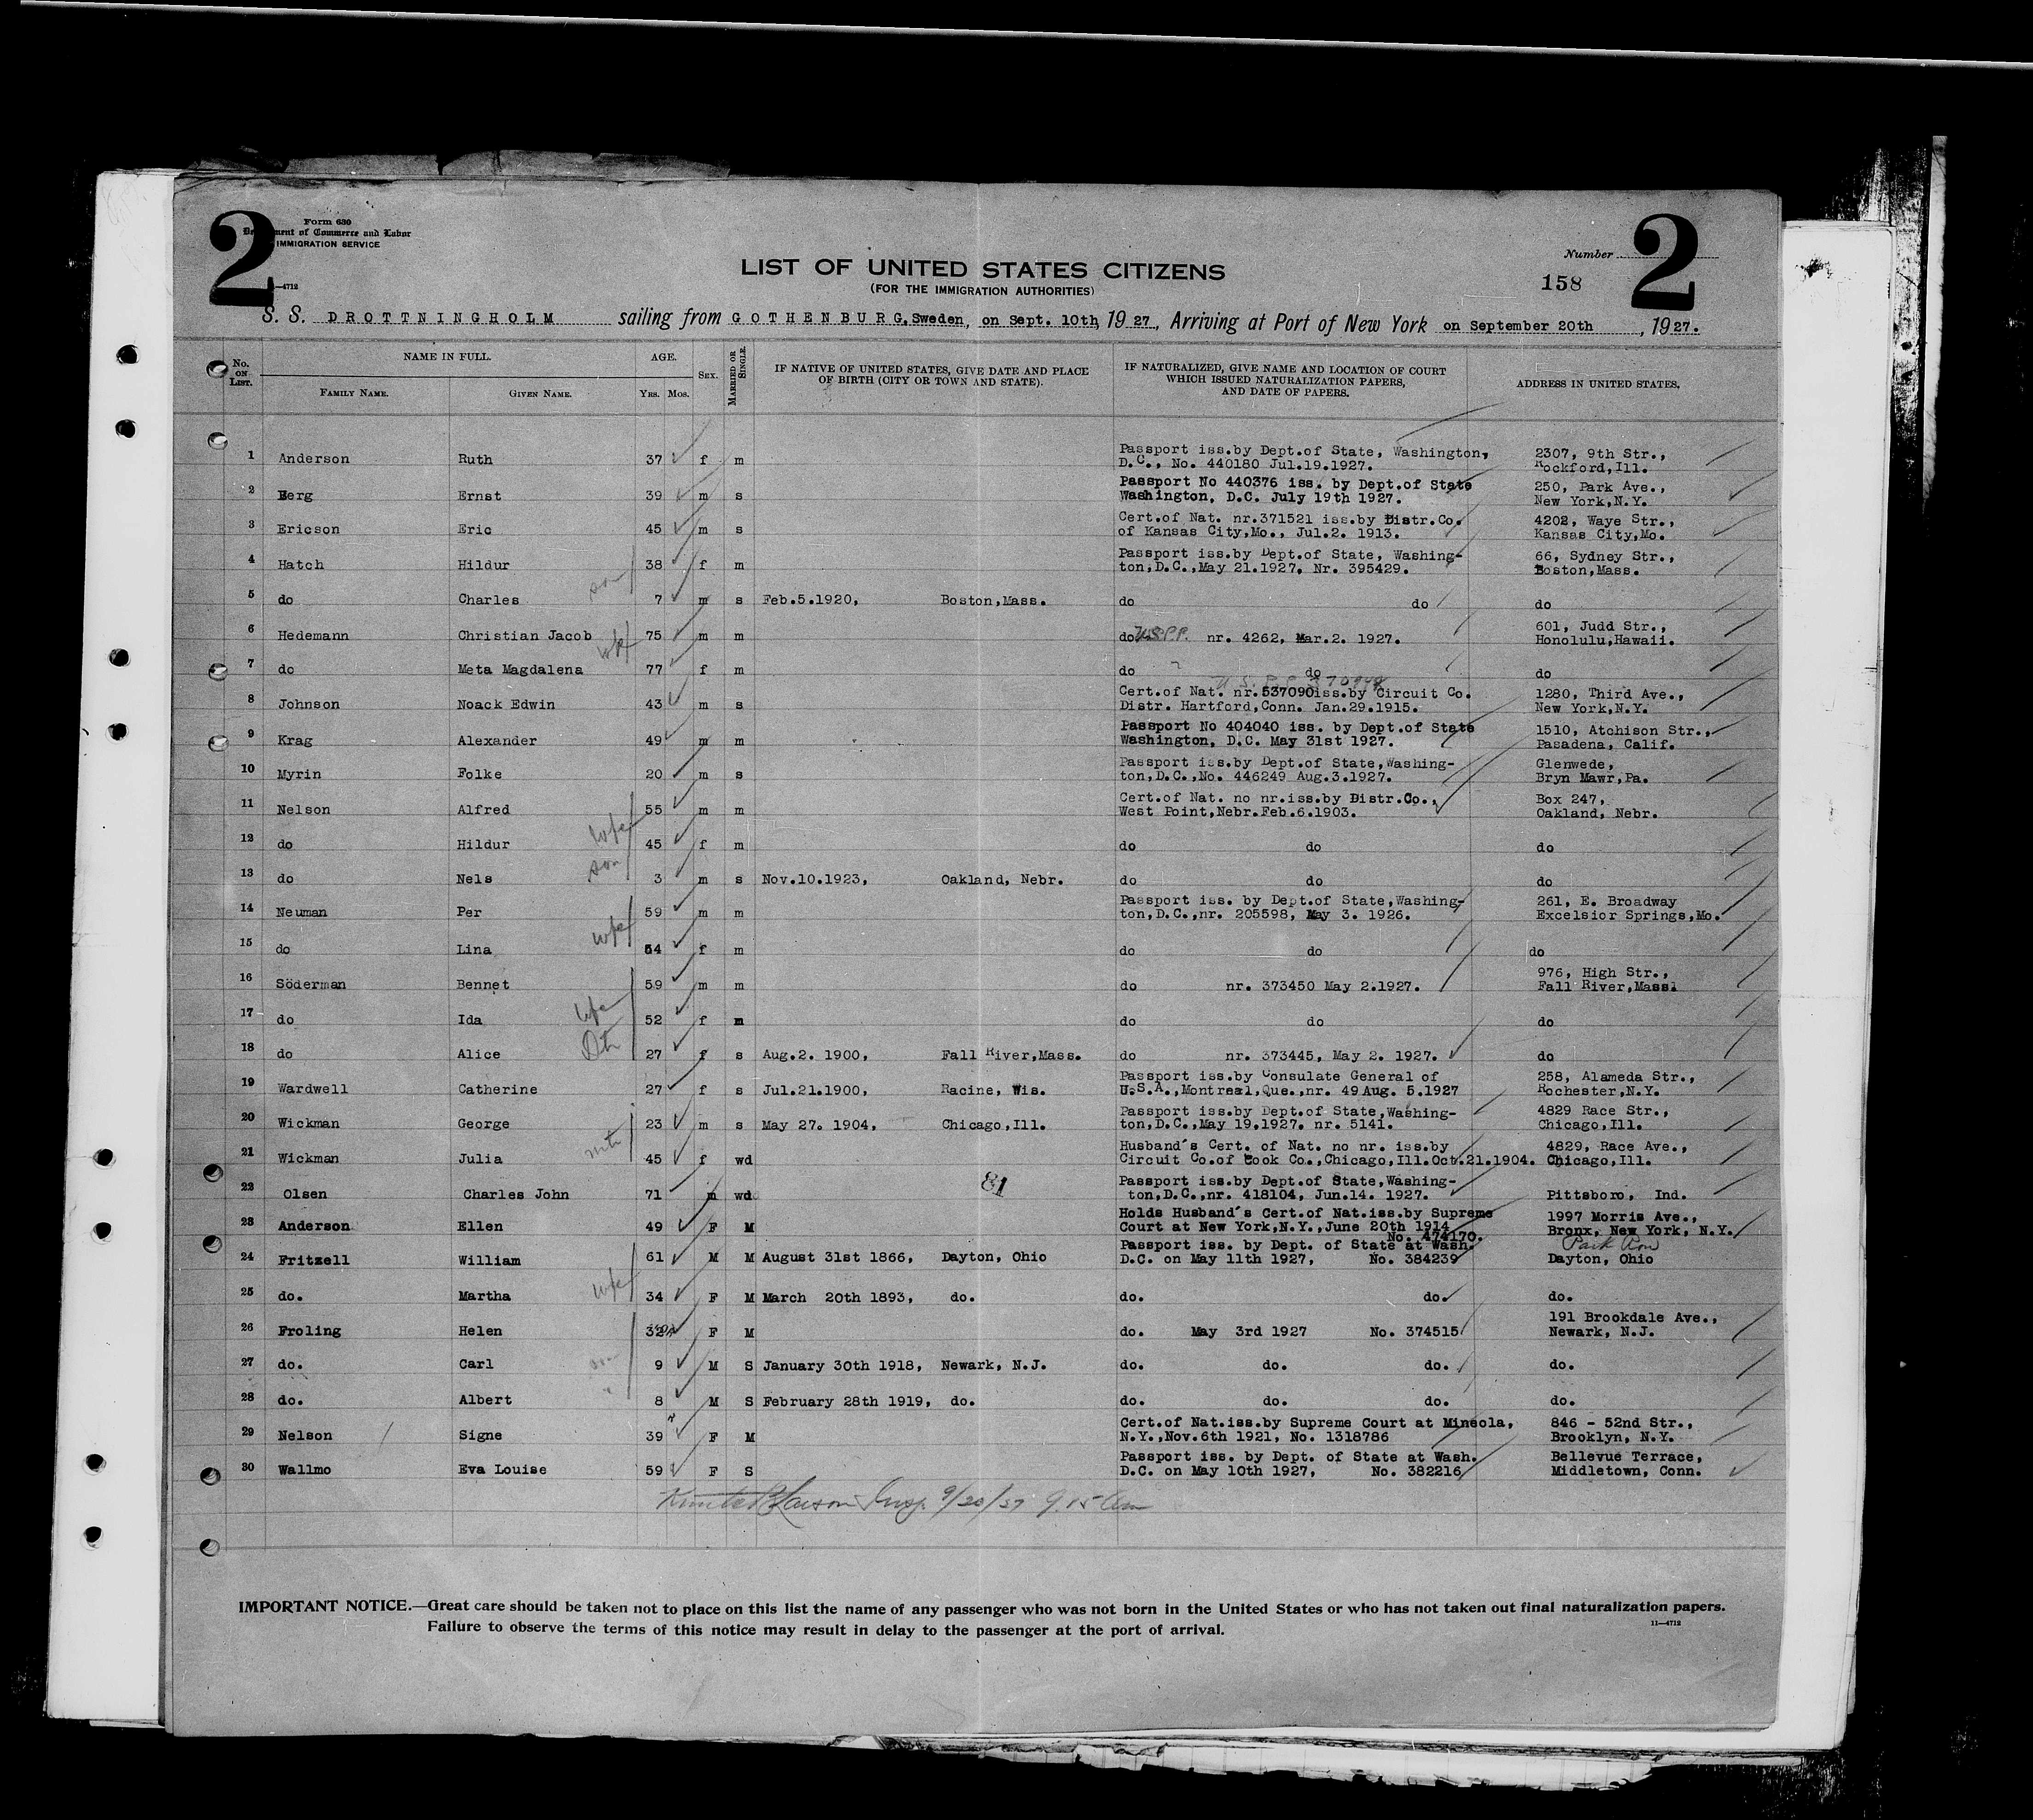 2
2
Form 630
Department of Commerce and Labor
IMMIGRATION SERVICE
—4712
Number
158
LIST OF UNITED STATES CITIZENS
(FOR THE IMMIGRATION AUTHORITIES)
S. S. DROTTNINGHOLM sailing from GOTHENBURG, Sweden, on Sept. 10th, 1927, Arriving at Port of New York on September 20th, 1927.
No. ON LIST. NAME IN FULL. AGE. SEX. MARRIED OR SINGLE. IF NATIVE OF UNITED STATES, GIVE DATE AND PLACE OF BIRTH (CITY OR TOWN AND STATE). IF NATURALIZED, GIVE NAME AND LOCATION OF COURT WHICH ISSUED NATURALIZATION PAPERS, AND DATE OF PAPERS. ADDRESS IN UNITED STATES.
FAMILY NAME. GIVEN NAME. YRS. MOS.
1 Anderson Ruth 37 f m Passport iss.by Dept.of State, Washington, D.C., No. 440180 Jul.19.1927. 2307, 9th Str., Rockford,Ill.
2 Berg Ernst 39 m s Passport No 440376 iss. by Dept.of State Washington, D.C. July 19th 1927. 250, Park Ave., New York,N.Y.
3 Ericson Eric 45 m s Cert.of Nat. nr.371521 iss.by Distr.Co. of Kansas City,Mo., Jul.2. 1913. 4202, Waye Str., Kansas City,Mo.
4 Hatch Hildur 38 f m Passport iss.by Dept.of State, Washing-ton,D.C.,May 21.1927, Nr. 395429. 66, Sydney Str., Boston,Mass.
5 do Charles son 7 m s Feb.5.1920, Boston,Mass. do do do
6 Hedemann Christian Jacob 75 m m do U.S.P.P. nr. 4262, Mar.2. 1927. 601, Judd Str., Honolulu,Hawaii.
7 do Meta Magdalena wife 77 f m do do do
8 Johnson Noack Edwin 43 m s Cert.of Nat. nr.537090iss.by Circuit Co. Distr. Hartford,Conn. Jan.29.1915. 1280, Third Ave., New York,N.Y.
9 Krag Alexander 49 m m Passport No 404040 iss. by Dept.of State Washington, D.C. May 31st 1927. 1510, Atchison Str., Pasadena, Calif.
10 Myrin Folke 20 m s Passport iss.by Dept.of State,Washing-ton,D.C.,No. 446249 Aug.3.1927. Glenwede, Bryn Mawr,Pa.
11 Nelson Alfred 55 m m Cert.of Nat. no nr.iss.by Distr.Co., West Point,Nebr.Feb.6.1903. Box 247, Oakland, Nebr.
12 do Hildur wife 45 f m do do do
13 do Nels son 3 m s Nov.10.1923, Oakland, Nebr. do do do
14 Neuman Per 59 m m Passport iss. by Dept.of State,Washing-ton,D.C.,nr. 205598, May 3. 1926. 261, E. Broadway Excelsior Springs,Mo.
15 do Lina wife 54 f m do do do
16 Söderman Bennet 59 m m do nr. 373450 May 2.1927. 976, High Str., Fall River,Mass.
17 do Ida wife 52 f m do do do
18 do Alice Dtr 27 f s Aug.2. 1900, Fall River,Mass. do nr. 373445, May 2. 1927. do
19 Wardwell Catherine 27 f s Jul.21.1900, Racine, Wis. Passport iss.by Consulate General of U.S.A.,Montreal,Que.,nr. 49 Aug. 5.1927 258, Alameda Str., Rochester,N.Y.
20 Wickman George 23 m s May 27. 1904, Chicago,Ill. Passport iss.by Dept.of State,Washing-ton,D.C.,May 19.1927. nr. 5141. 4829 Race Str., Chicago,Ill.
21 Wickman Julia 45 f wd Husband's Cert. of Nat. no nr. iss.by Circuit Co.of Cook Co.,Chicago,Ill.Oct.21.1904. 4829, Race Ave., Chicago,Ill.
22 Olsen Charles John 71 m wd 81 Passport iss.by Dept.of State,Washing-ton,D.C.,nr. 418104, Jun.14. 1927. Pittsboro, Ind.
23 Anderson Ellen 49 F M Holds Husband's Cert.of Nat.iss.by Supreme Court at New York,N.Y.,June 20th 1914 No. 474170. 1997 Morris Ave., Bronx, New York, N.Y.
24 Fritzell William 61 M M August 31st 1866, Dayton, Ohio Passport iss. by Dept. of State at Wash. D.C. on May 11th 1927, No. 384239 Dayton, Ohio
25 do. Martha wife 34 F M March 20th 1893, do. do. do. do.
26 Froling Helen 32 F M do. May 3rd 1927 No. 374515 191 Brookdale Ave., Newark, N.J.
27 do. Carl son 9 M S January 30th 1918, Newark, N.J. do. do. do. do.
28 do. Albert " 8 M S February 28th 1919, do. do. do. do. do.
29 Nelson Signe 39 F M Cert.of Nat.iss.by Supreme Court at Mineola, N.Y.,Nov.6th 1921, No. 1318786 846 - 52nd Str., Brooklyn, N.Y.
30 Wallmo Eva Louise 59 F S Passport iss. by Dept. of State at Wash. D.C. on May 10th 1927, No. 382216 Bellevue Terrace, Middletown, Conn.
Larson Insp. 9/20/27 9.15 Am
IMPORTANT NOTICE.—Great care should be taken not to place on this list the name of any passenger who was not born in the United States or who has not taken out final naturalization papers.
Failure to observe the terms of this notice may result in delay to the passenger at the port of arrival.
11—4712